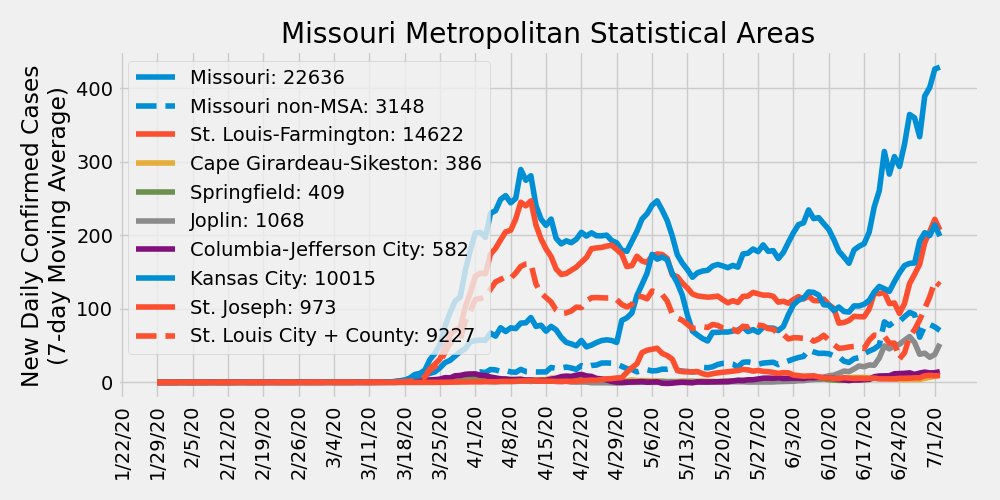 Missouri Metropolitan Statistical Areas
New Daily Confirmed Cases
(7-day Moving Average)
400
300
200
100
0
Missouri: 22636
Missouri non-MSA: 3148
St. Louis-Farmington: 14622
Cape Girardeau-Sikeston: 386
Springfield: 409
Joplin: 1068
Columbia-Jefferson City: 582
Kansas City: 10015
St. Joseph: 973
St. Louis City + County: 9227
1/22/20
1/29/20
2/5/20
2/12/20
2/19/20
2/26/20
3/4/20
3/11/20
3/18/20
3/25/20
4/1/20
4/8/20
4/15/20
4/22/20
4/29/20
5/6/20
5/13/20
5/20/20
5/27/20
6/3/20
6/10/20
6/17/20
6/24/20
7/1/20